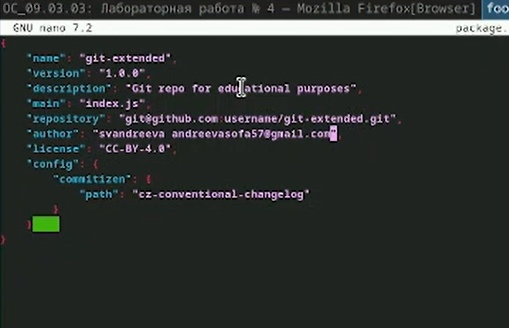 ОС_09.03.03: Лабораторная работа № 4 — Mozilla Firefox[Browser] foo
GNU nano 7.2 package.
{
"name": "git-extended",
"version": "1.0.0",
"description": "Git repo for educational purposes",
"main": "index.js",
"repository": "git@github.com:username/git-extended.git",
"author": "svandreeva andreevasofa57@gmail.com",
"license": "CC-BY-4.0",
"config": {
"commitizen": {
"path": "cz-conventional-changelog"
}
}
}